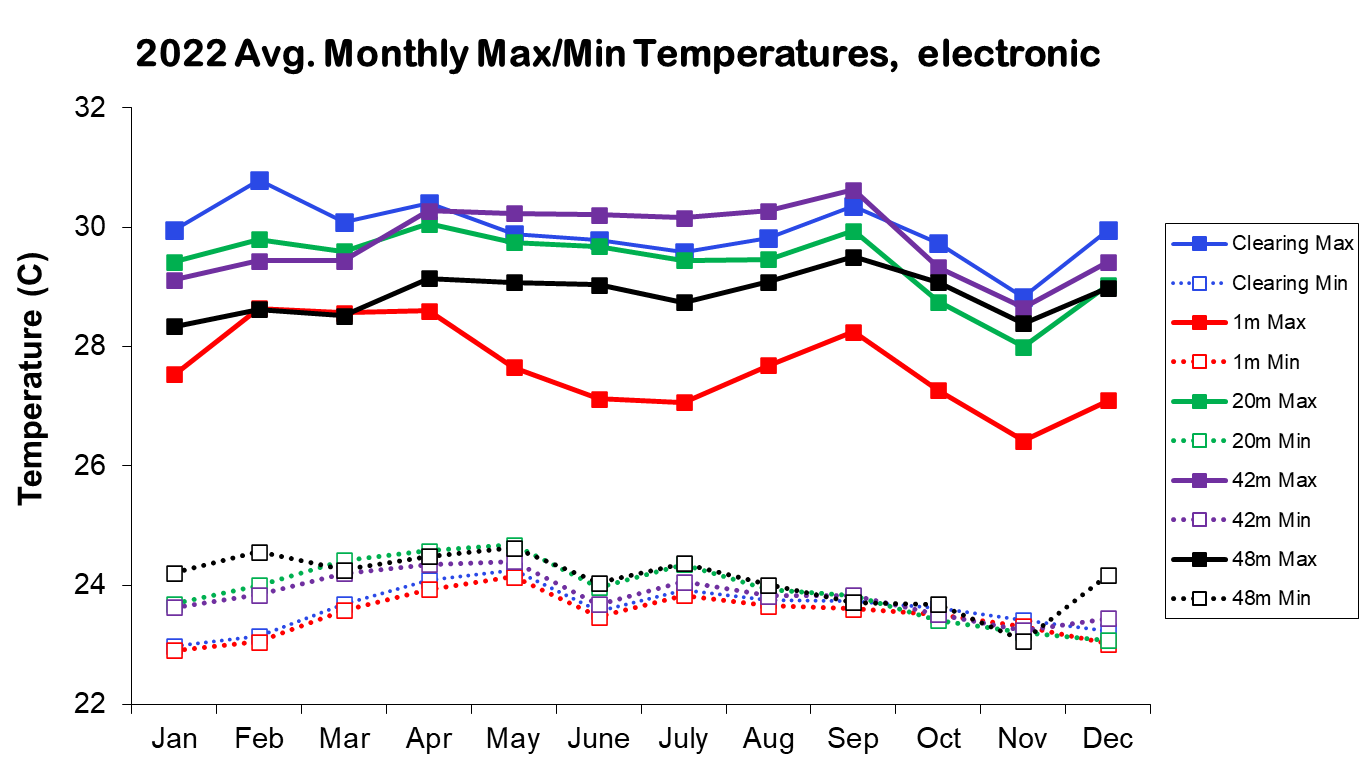 2022 Avg. Monthly Max/Min Temperatures, electronic
Temperature (C)
32
30
28
26
24
22
Jan Feb Mar Apr May June July Aug Sep Oct Nov Dec
Clearing Max
Clearing Min
1m Max
1m Min
20m Max
20m Min
42m Max
42m Min
48m Max
48m Min